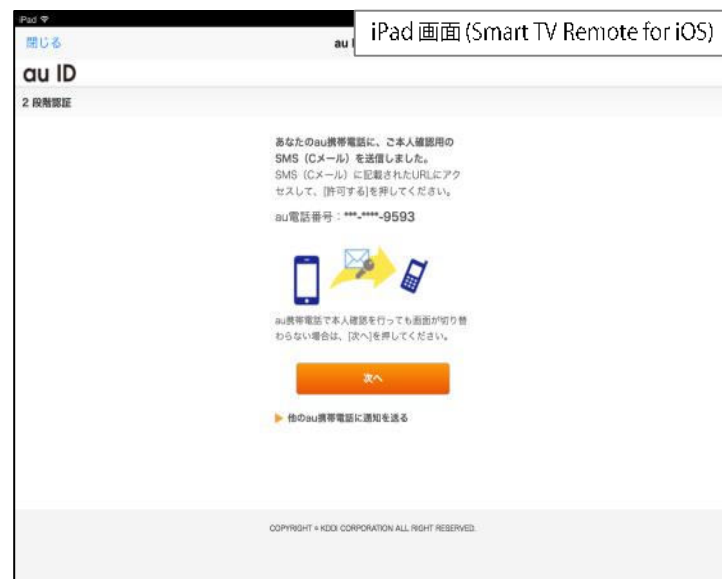 iPad
iPad 画面 (Smart TV Remote for iOS)
閉じる
au I
au ID
2 段階認証
あなたのau携帯電話に、ご本人確認用の
SMS（Cメール）を送信しました。
SMS（Cメール）に記載されたURLにアク
セスして、[許可する]を押してください。
au電話番号：***-****-9593
au携帯電話で本人確認を行っても画面が切り替
わらない場合は、[次へ]を押してください。
次へ
他のau携帯電話に通知を送る
COPYRIGHT © KDDI CORPORATION ALL RIGHT RESERVED.